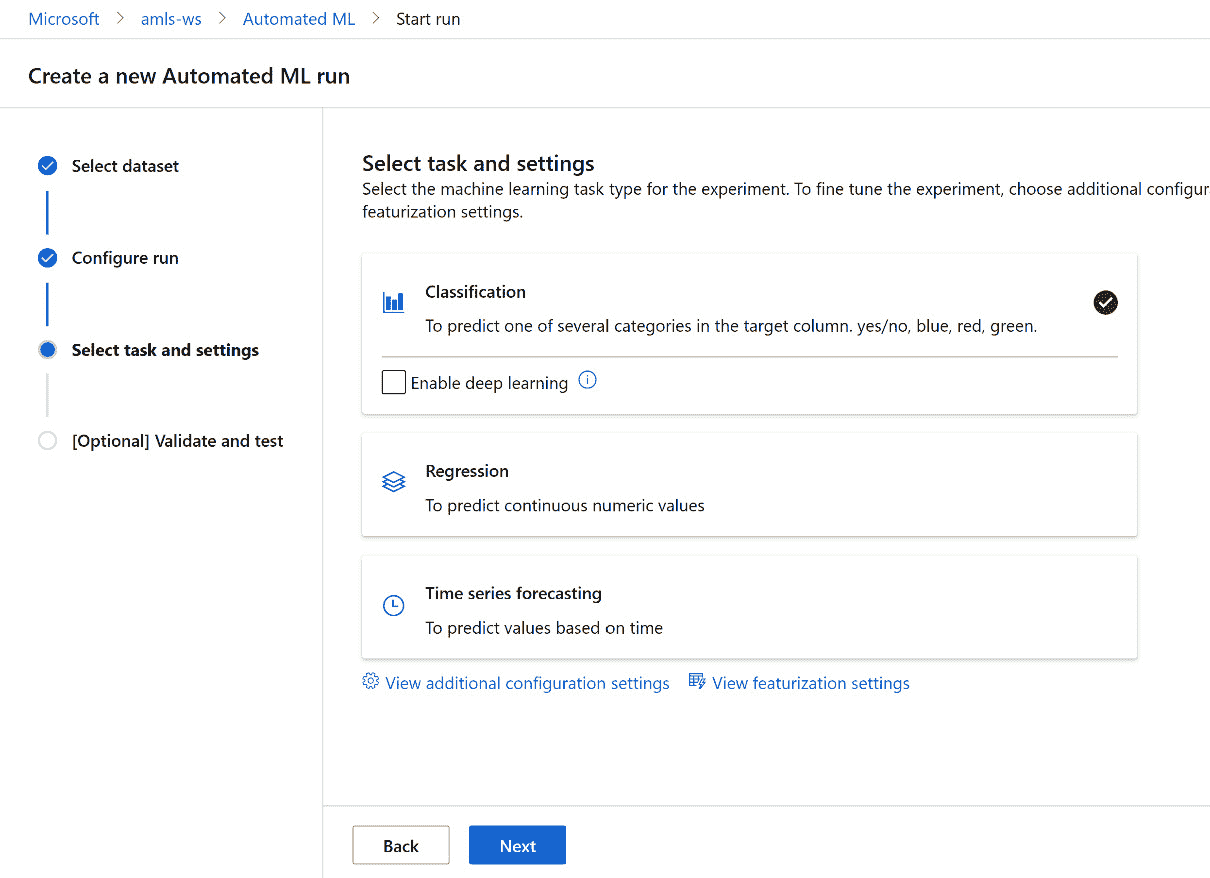 Microsoft > amls-ws > Automated ML > Start run
Create a new Automated ML run
Select dataset
Configure run
Select task and settings
[Optional] Validate and test
Select task and settings
Select the machine learning task type for the experiment. To fine tune the experiment, choose additional configur
featurization settings.
Classification
To predict one of several categories in the target column. yes/no, blue, red, green.
Enable deep learning
Regression
To predict continuous numeric values
Time series forecasting
To predict values based on time
View additional configuration settings View featurization settings
Back Next